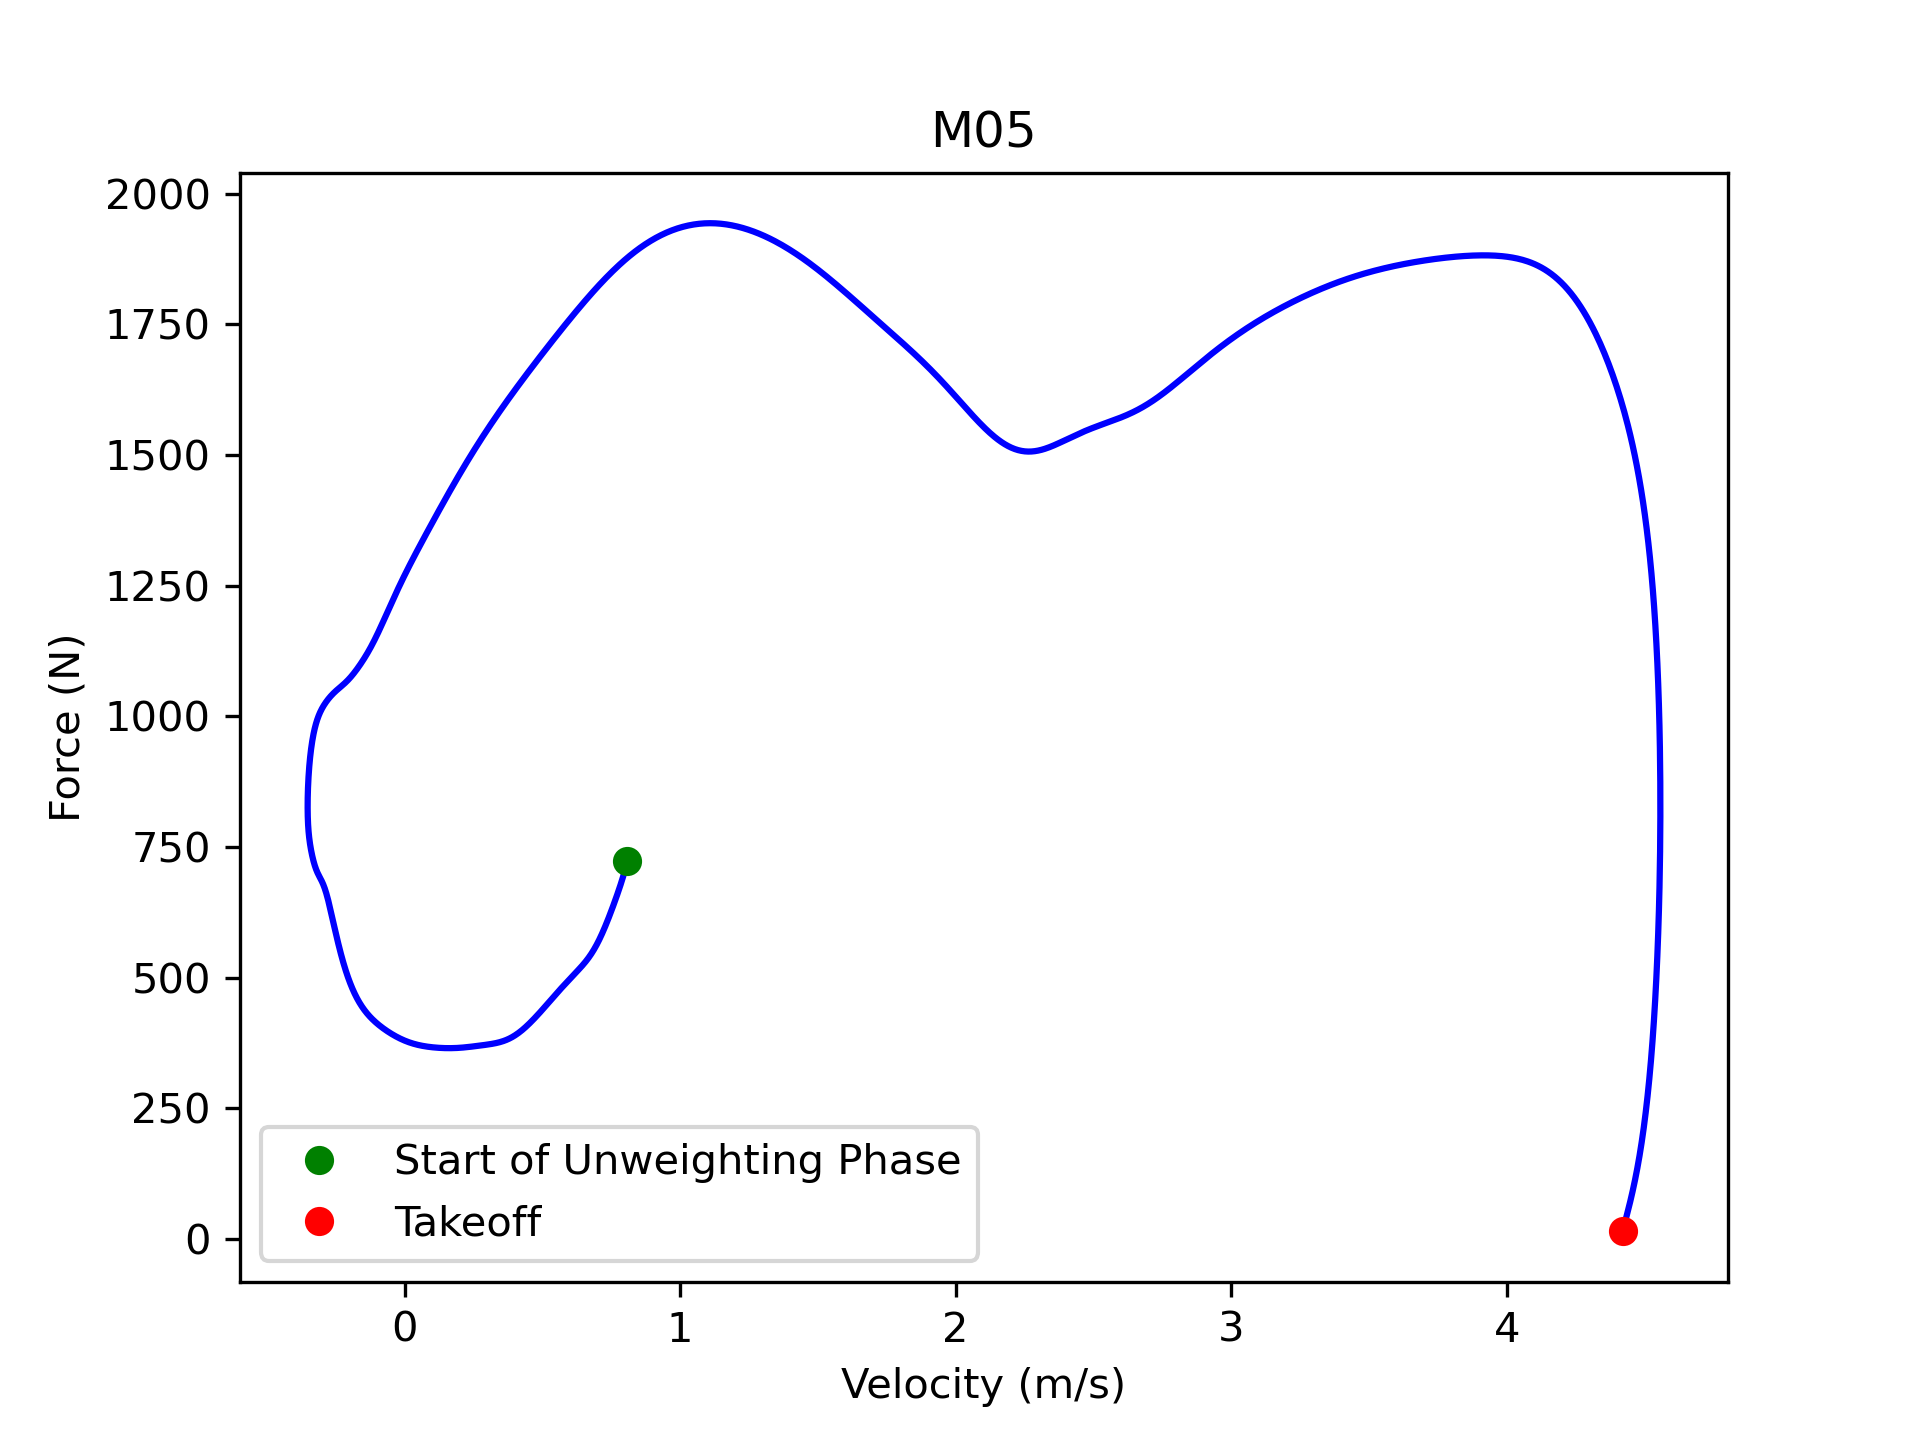 M05
2000
1750
1500
1250
1000
750
500
250
0
Force (N)
Start of Unweighting Phase
Takeoff
0 1 2 3 4
Velocity (m/s)